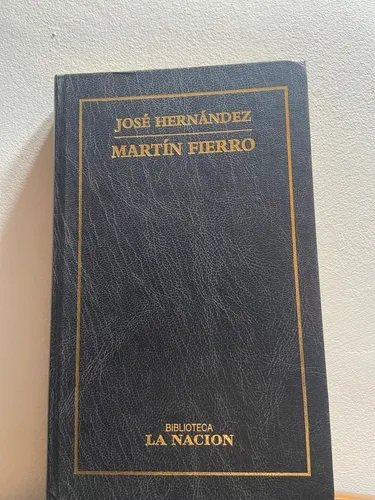 JOSÉ HERNÁNDEZ
MARTÍN FIERRO
BIBLIOTECA
LA NACION